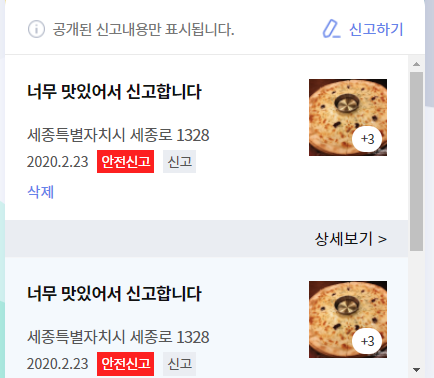 공개된 신고내용만 표시됩니다. 신고하기
너무 맛있어서 신고합니다
세종특별자치시 세종로 1328
2020.2.23 안전신고 신고
+3
삭제
상세보기 >
너무 맛있어서 신고합니다
세종특별자치시 세종로 1328
2020.2.23 안전신고 신고
+3